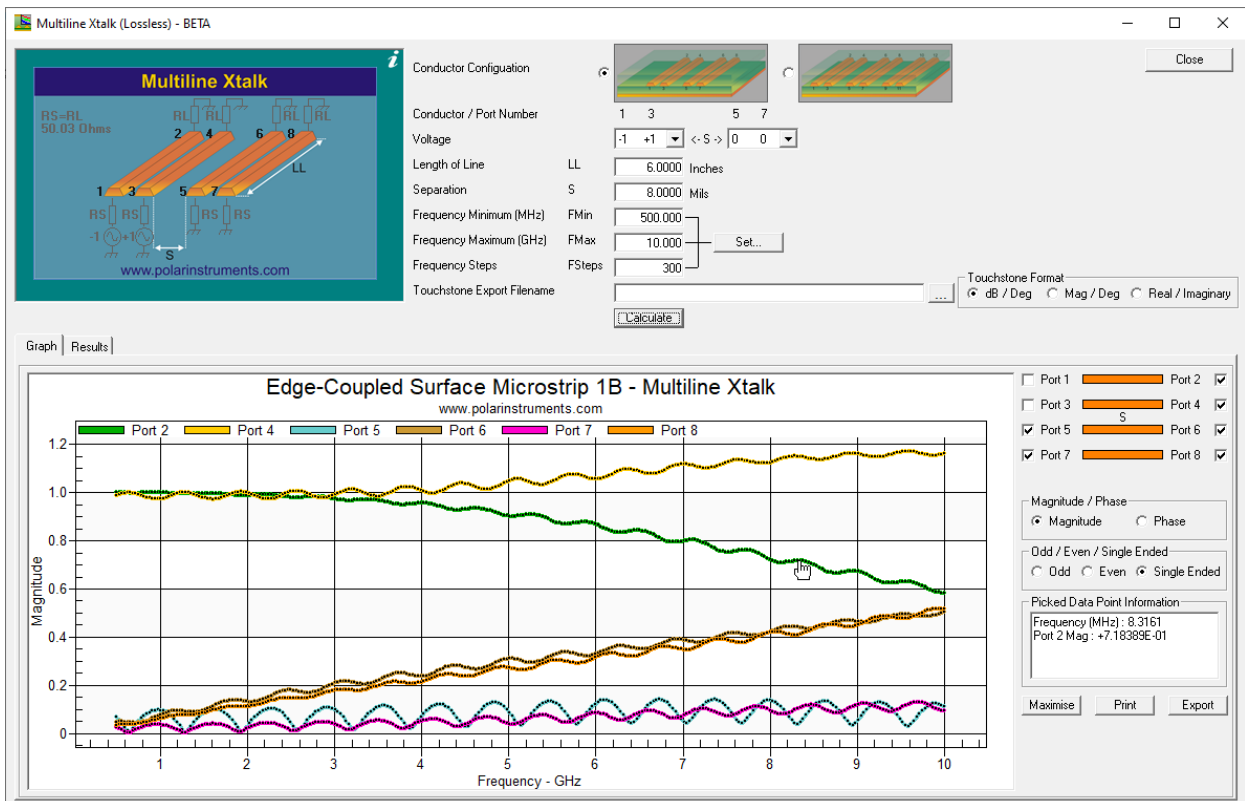 Multiline Xtalk (Lossless) - BETA
i
Multiline Xtalk
RS=RL
50.03 Ohms
RL RL RL RL
2 4 6 8
LL
1 3 5 7
RS RS RS RS
-1 +1
S
www.polarinstruments.com
Conductor Configuation
Close
Conductor / Port Number 1 3 5 7
Voltage -1 +1 <- S -> 0 0
Length of Line LL 6.0000 Inches
Separation S 8.0000 Mils
Frequency Minimum (MHz) FMin 500.000
Frequency Maximum (GHz) FMax 10.000 Set...
Frequency Steps FSteps 300
Touchstone Export Filename ...
Touchstone Format
dB / Deg Mag / Deg Real / Imaginary
Calculate
Graph Results
Edge-Coupled Surface Microstrip 1B - Multiline Xtalk
www.polarinstruments.com
Port 2 Port 4 Port 5 Port 6 Port 7 Port 8
1.2
1.0
0.8
0.6
0.4
0.2
0
Magnitude
1 2 3 4 5 6 7 8 9 10
Frequency - GHz
Port 1 Port 2
Port 3 Port 4
S
Port 5 Port 6
Port 7 Port 8
Magnitude / Phase
Magnitude Phase
Odd / Even / Single Ended
Odd Even Single Ended
Picked Data Point Information
Frequency (MHz) : 8.3161
Port 2 Mag : +7.18389E-01
Maximise Print Export